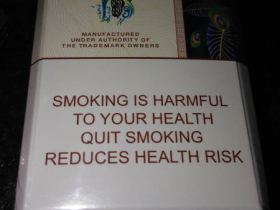 MANUFACTURED
UNDER AUTHORITY OF
THE TRADEMARK OWNERS
SMOKING IS HARMFUL
TO YOUR HEALTH
QUIT SMOKING
REDUCES HEALTH RISK